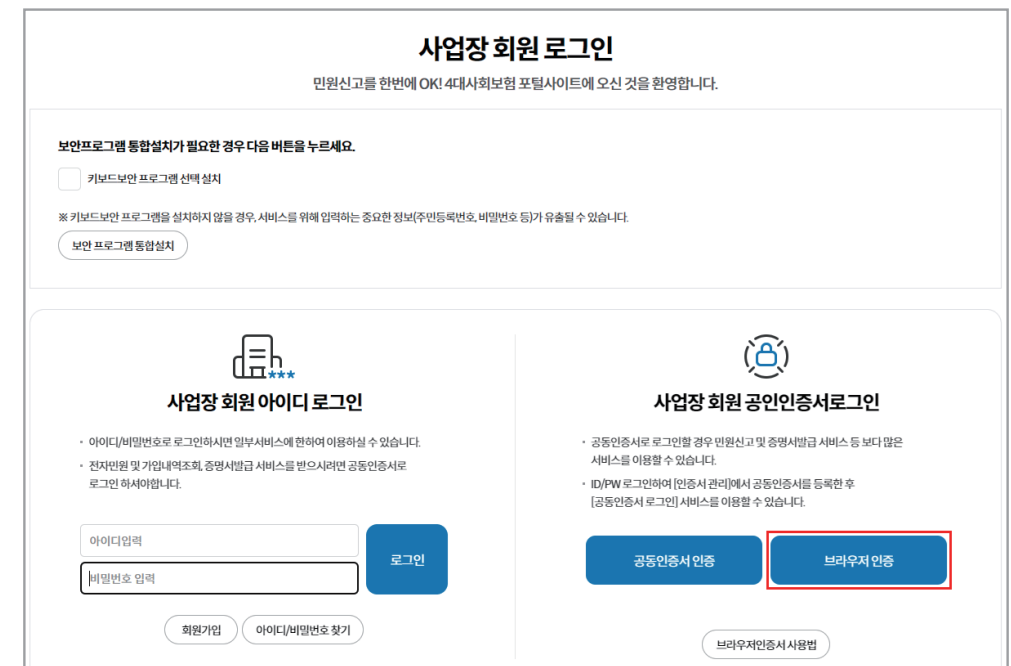 사업장 회원 로그인
민원신고를 한번에 OK! 4대사회보험 포털사이트에 오신 것을 환영합니다.
보안프로그램 통합설치가 필요한 경우 다음 버튼을 누르세요.
키보드보안 프로그램 선택 설치
※ 키보드보안 프로그램을 설치하지 않을 경우, 서비스를 위해 입력하는 중요한 정보(주민등록번호, 비밀번호 등)가 유출될 수 있습니다.
보안 프로그램 통합설치
***
사업장 회원 아이디 로그인
• 아이디/비밀번호로 로그인하시면 일부서비스에 한하여 이용하실 수 있습니다.
• 전자민원 및 가입내역조회, 증명서발급 서비스를 받으시려면 공동인증서로
로그인 하셔야합니다.
아이디입력
비밀번호 입력
로그인
회원가입
아이디/비밀번호 찾기
사업장 회원 공인인증서로그인
• 공동인증서로 로그인할 경우 민원신고 및 증명서발급 서비스 등 보다 많은
서비스를 이용할 수 있습니다.
• ID/PW 로그인하여 [인증서 관리]에서 공동인증서를 등록한 후
[공동인증서 로그인] 서비스를 이용할 수 있습니다.
공동인증서 인증
브라우저 인증
브라우저인증서 사용법